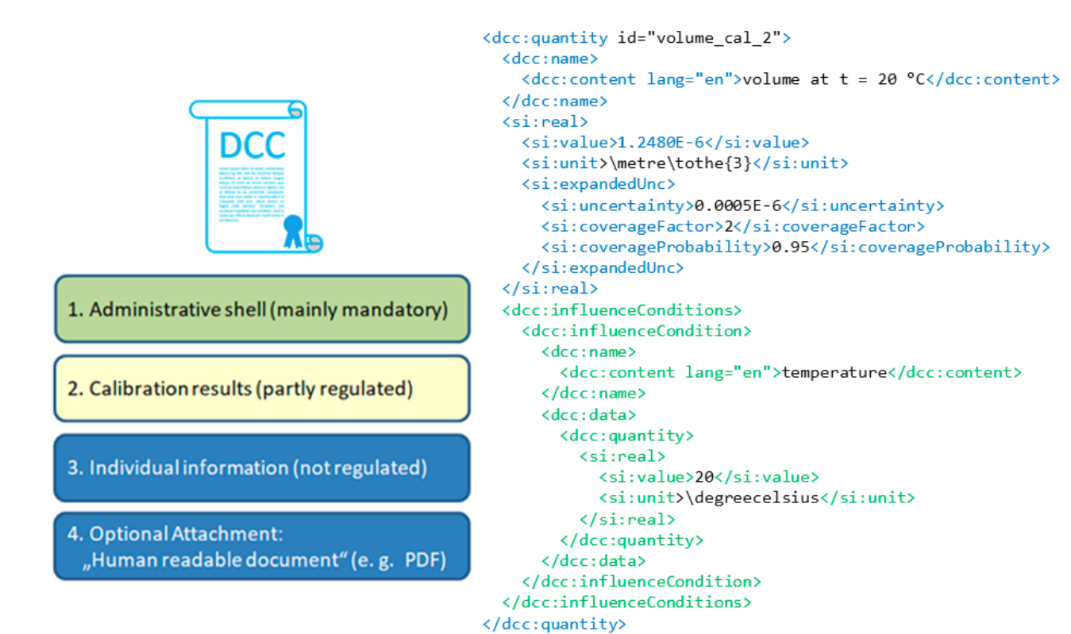 DCC
1. Administrative shell (mainly mandatory)
2. Calibration results (partly regulated)
3. Individual information (not regulated)
4. Optional Attachment:
„Human readable document“ (e. g. PDF)
<dcc:quantity id="volume_cal_2">
  <dcc:name>
    <dcc:content lang="en">volume at t = 20 ºC</dcc:content>
  </dcc:name>
  <si:real>
    <si:value>1.2480E-6</si:value>
    <si:unit>\metre\tothe{3}</si:unit>
    <si:expandedUnc>
      <si:uncertainty>0.0005E-6</si:uncertainty>
      <si:coverageFactor>2</si:coverageFactor>
      <si:coverageProbability>0.95</si:coverageProbability>
    </si:expandedUnc>
  </si:real>
  <dcc:influenceConditions>
    <dcc:influenceCondition>
      <dcc:name>
        <dcc:content lang="en">temperature</dcc:content>
      </dcc:name>
      <dcc:data>
        <dcc:quantity>
          <si:real>
            <si:value>20</si:value>
            <si:unit>\degreecelsius</si:unit>
          </si:real>
        </dcc:quantity>
      </dcc:data>
    </dcc:influenceCondition>
  </dcc:influenceConditions>
</dcc:quantity>